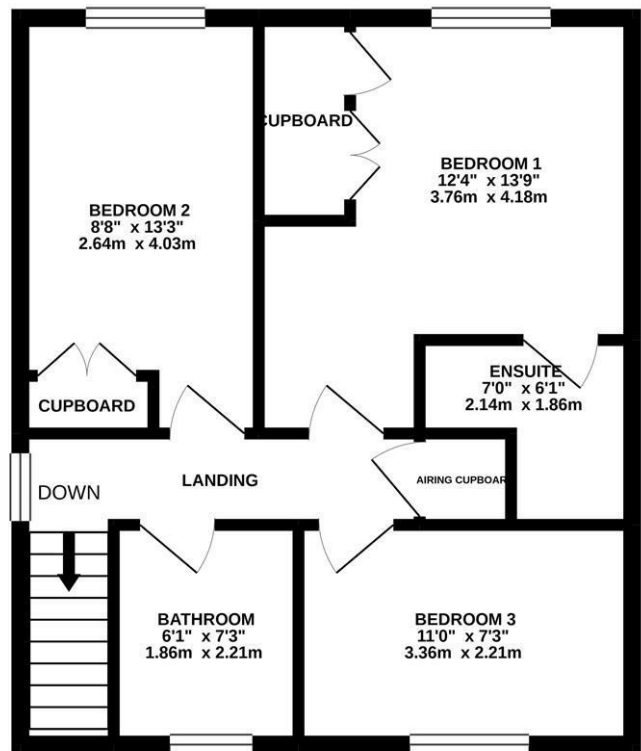 CUPBOARD
BEDROOM 1
12'4" x 13'9"
3.76m x 4.18m
BEDROOM 2
8'8" x 13'3"
2.64m x 4.03m
ENSUITE
7'0" x 6'1"
2.14m x 1.86m
CUPBOARD
LANDING
AIRING CUPBOARD
DOWN
BATHROOM
6'1" x 7'3"
1.86m x 2.21m
BEDROOM 3
11'0" x 7'3"
3.36m x 2.21m